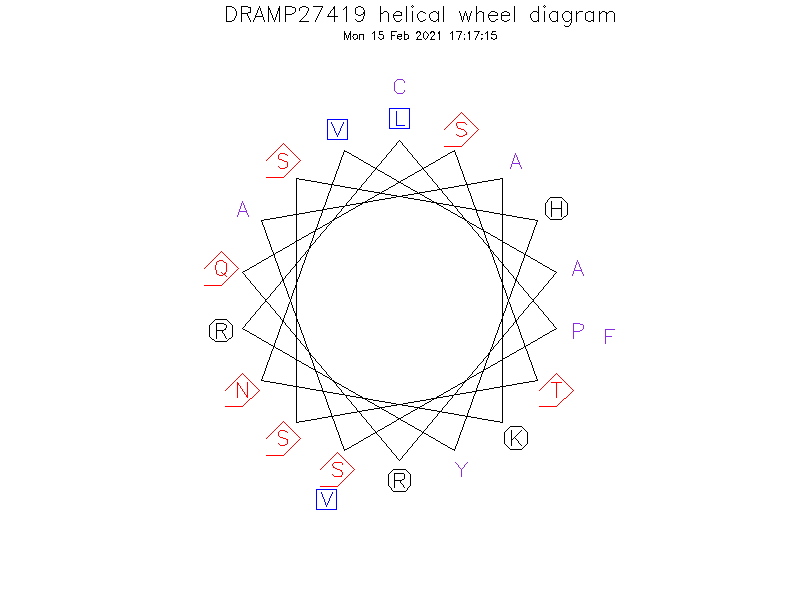 DRAMP27419 helical wheel diagram
Mon 15 Feb 2021 17:17:15
C
V L S
S A
A H
Q A
R P F
N T
S K
S R Y
V